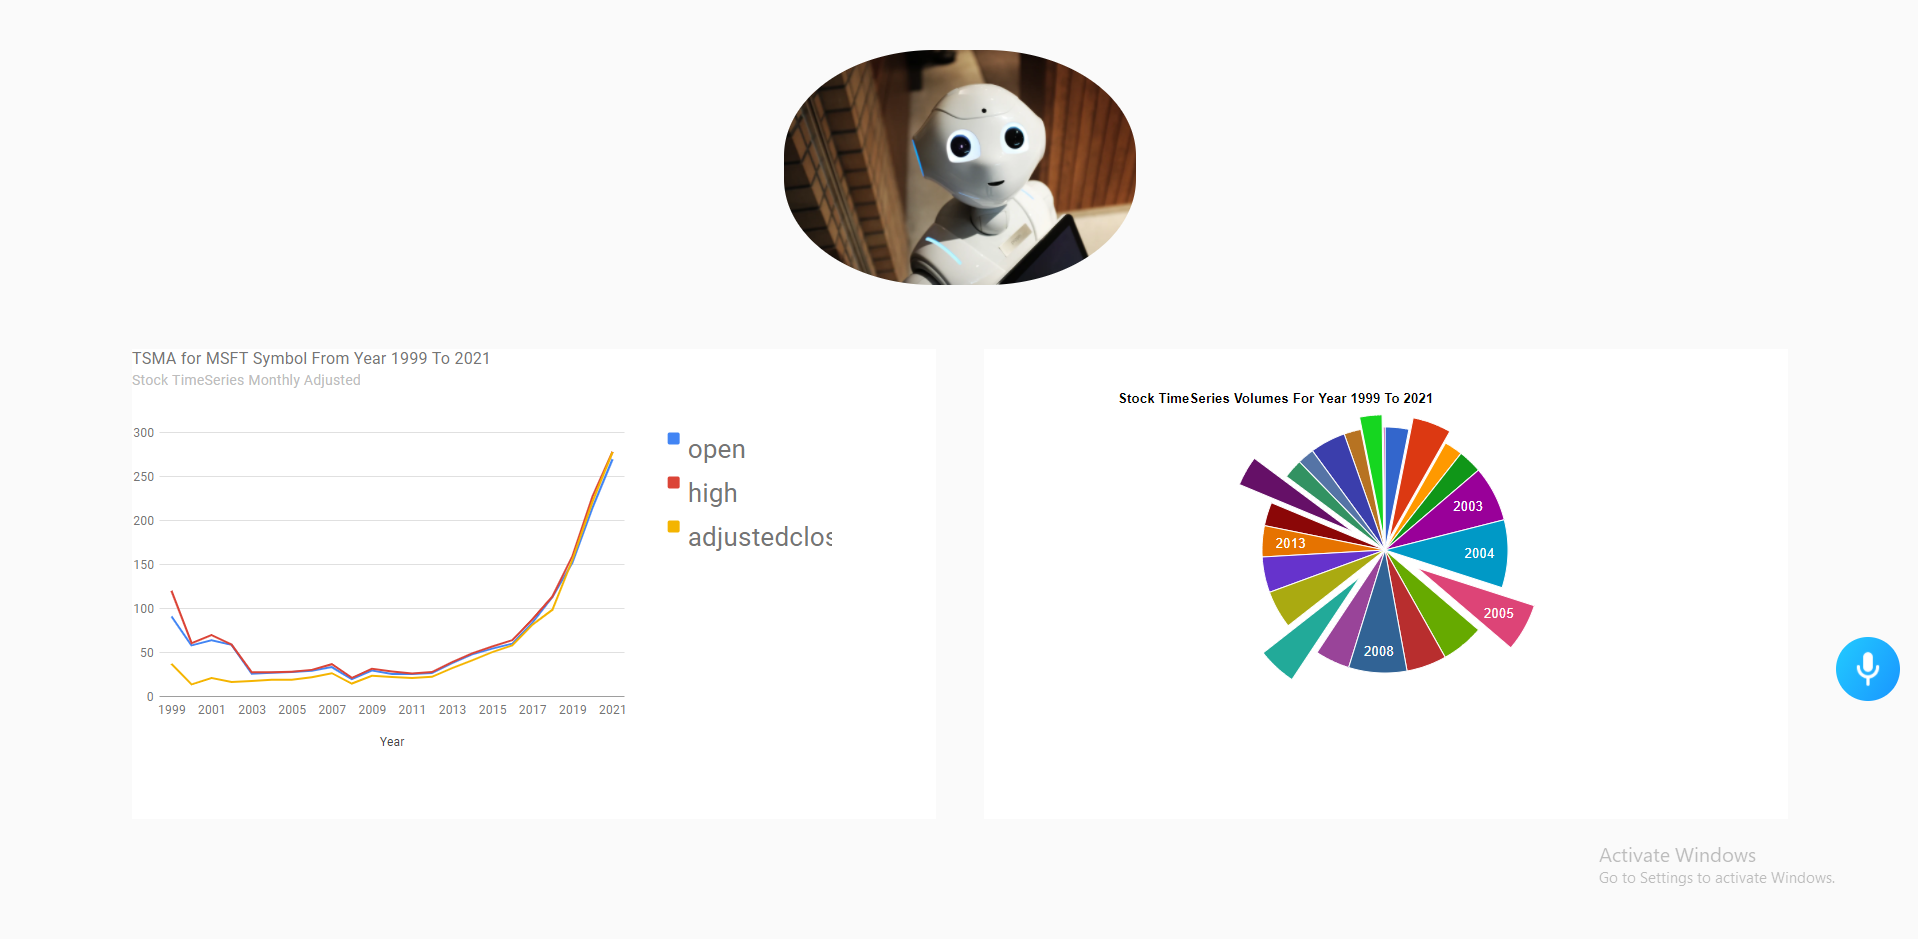 TSMA for MSFT Symbol From Year 1999 To 2021
Stock TimeSeries Monthly Adjusted
300
250
200
150
100
50
0
1999 2001 2003 2005 2007 2009 2011 2013 2015 2017 2019 2021
Year
open
high
adjustedclos
Stock TimeSeries Volumes For Year 1999 To 2021
2003
2004
2005
2008
2013
Activate Windows
Go to Settings to activate Windows.